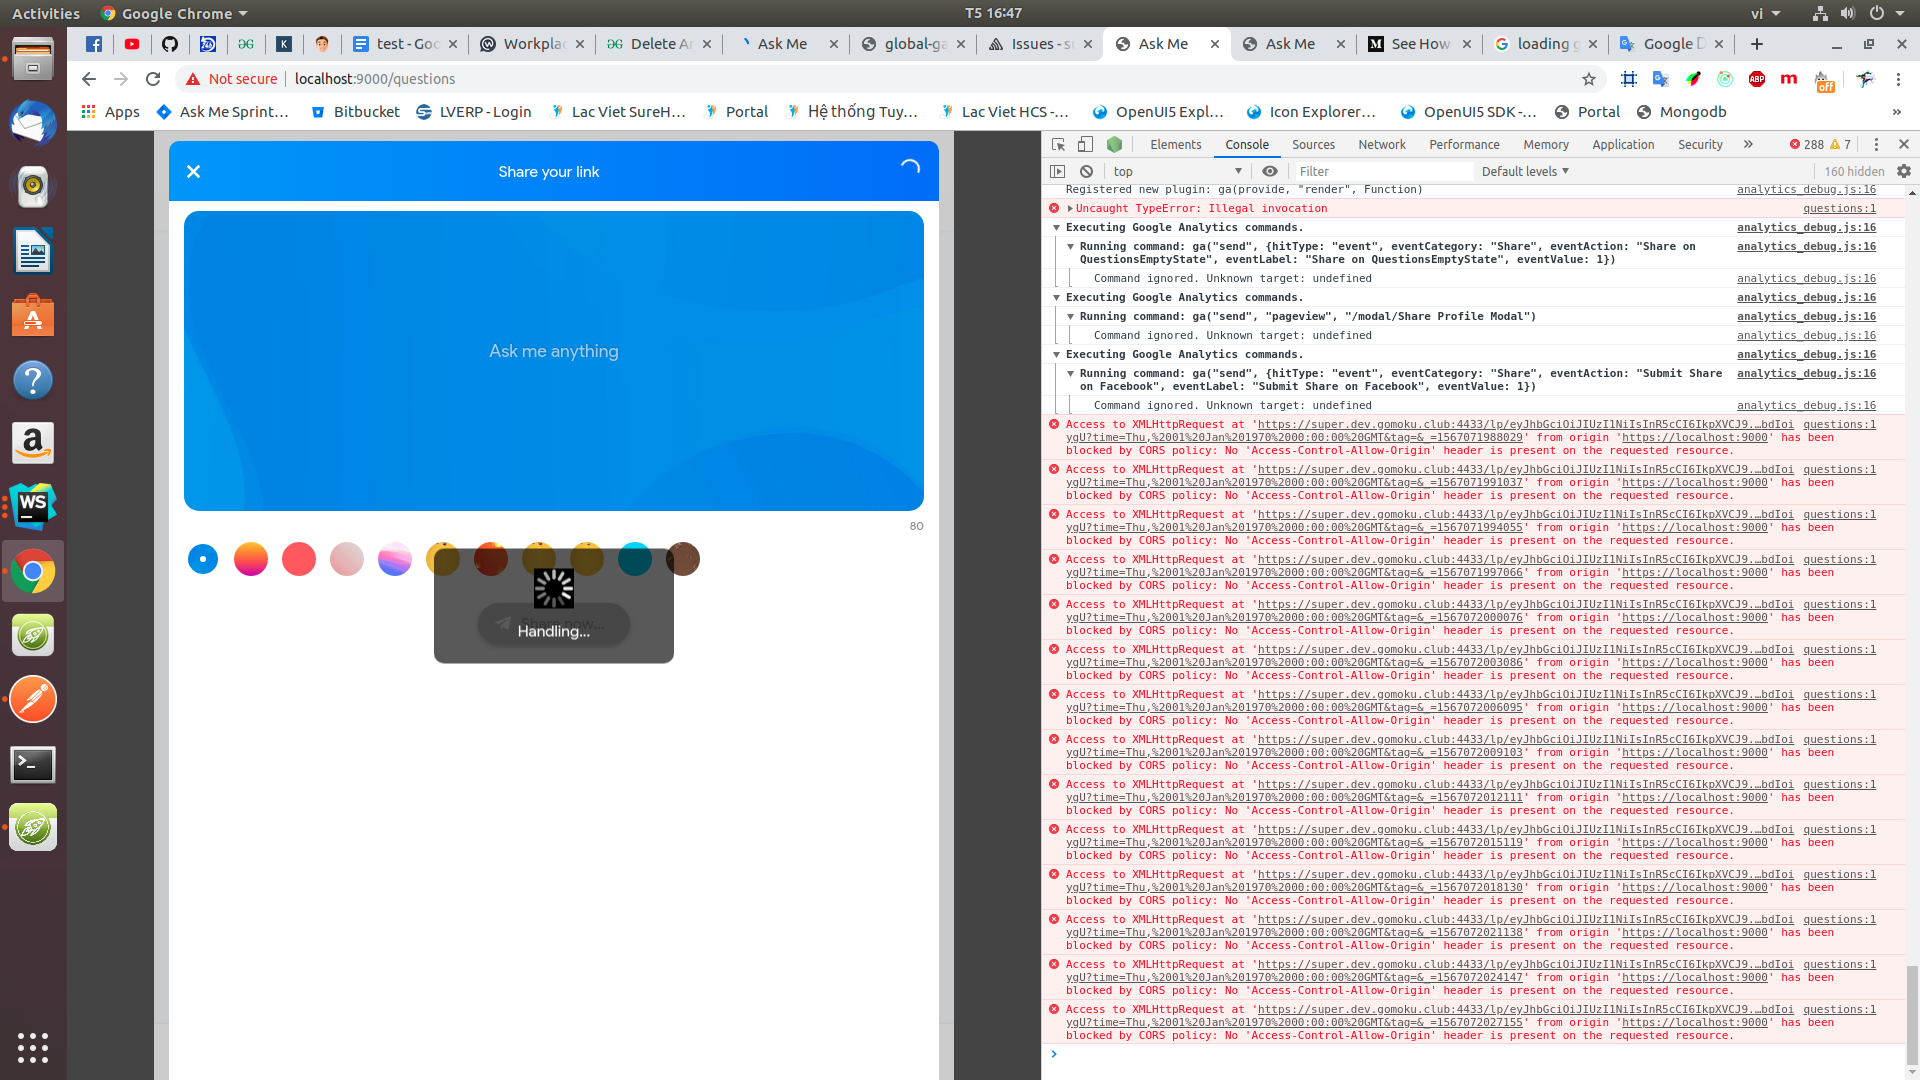 Activities
Google Chrome
T5 16:47
vi
test - Goo
Workplac
Delete Ar
Ask Me
global-ga
Issues - su
Ask Me
Ask Me
See How
loading g
Google D
Not secure
localhost:9000/questions
ABP
m
off
Apps
Ask Me Sprint...
Bitbucket
LVERP - Login
Lac Viet SureH...
Portal
Hệ thống Tuy...
Lac Viet HCS -...
OpenUI5 Expl...
Icon Explorer...
OpenUI5 SDK -...
Portal
Mongodb
»
Share your link
Ask me anything
80
Share now...
Handling...
Elements
Console
Sources
Network
Performance
Memory
Application
Security
»
288
7
top
Filter
Default levels
160 hidden
Registered new plugin: ga(provide, "render", Function)
analytics_debug.js:16
Uncaught TypeError: Illegal invocation
questions:1
Executing Google Analytics commands.
analytics_debug.js:16
Running command: ga("send", {hitType: "event", eventCategory: "Share", eventAction: "Share on
analytics_debug.js:16
QuestionsEmptyState", eventLabel: "Share on QuestionsEmptyState", eventValue: 1})
Command ignored. Unknown target: undefined
analytics_debug.js:16
Executing Google Analytics commands.
analytics_debug.js:16
Running command: ga("send", "pageview", "/modal/Share Profile Modal")
analytics_debug.js:16
Command ignored. Unknown target: undefined
analytics_debug.js:16
Executing Google Analytics commands.
analytics_debug.js:16
Running command: ga("send", {hitType: "event", eventCategory: "Share", eventAction: "Submit Share
analytics_debug.js:16
on Facebook", eventLabel: "Submit Share on Facebook", eventValue: 1})
Command ignored. Unknown target: undefined
analytics_debug.js:16
Access to XMLHttpRequest at 'https://super.dev.gomoku.club:4433/lp/eyJhbGciOiJIUzI1NiIsInR5cCI6IkpXVCJ9.…bdIoi
questions:1
ygU?time=Thu,%2001%20Jan%201970%2000:00:00%20GMT&tag=&_=1567071988029' from origin 'https://localhost:9000' has been
blocked by CORS policy: No 'Access-Control-Allow-Origin' header is present on the requested resource.
Access to XMLHttpRequest at 'https://super.dev.gomoku.club:4433/lp/eyJhbGciOiJIUzI1NiIsInR5cCI6IkpXVCJ9.…bdIoi
questions:1
ygU?time=Thu,%2001%20Jan%201970%2000:00:00%20GMT&tag=&_=1567071991037' from origin 'https://localhost:9000' has been
blocked by CORS policy: No 'Access-Control-Allow-Origin' header is present on the requested resource.
Access to XMLHttpRequest at 'https://super.dev.gomoku.club:4433/lp/eyJhbGciOiJIUzI1NiIsInR5cCI6IkpXVCJ9.…bdIoi
questions:1
ygU?time=Thu,%2001%20Jan%201970%2000:00:00%20GMT&tag=&_=1567071994055' from origin 'https://localhost:9000' has been
blocked by CORS policy: No 'Access-Control-Allow-Origin' header is present on the requested resource.
Access to XMLHttpRequest at 'https://super.dev.gomoku.club:4433/lp/eyJhbGciOiJIUzI1NiIsInR5cCI6IkpXVCJ9.…bdIoi
questions:1
ygU?time=Thu,%2001%20Jan%201970%2000:00:00%20GMT&tag=&_=1567071997066' from origin 'https://localhost:9000' has been
blocked by CORS policy: No 'Access-Control-Allow-Origin' header is present on the requested resource.
Access to XMLHttpRequest at 'https://super.dev.gomoku.club:4433/lp/eyJhbGciOiJIUzI1NiIsInR5cCI6IkpXVCJ9.…bdIoi
questions:1
ygU?time=Thu,%2001%20Jan%201970%2000:00:00%20GMT&tag=&_=1567072000076' from origin 'https://localhost:9000' has been
blocked by CORS policy: No 'Access-Control-Allow-Origin' header is present on the requested resource.
Access to XMLHttpRequest at 'https://super.dev.gomoku.club:4433/lp/eyJhbGciOiJIUzI1NiIsInR5cCI6IkpXVCJ9.…bdIoi
questions:1
ygU?time=Thu,%2001%20Jan%201970%2000:00:00%20GMT&tag=&_=1567072003086' from origin 'https://localhost:9000' has been
blocked by CORS policy: No 'Access-Control-Allow-Origin' header is present on the requested resource.
Access to XMLHttpRequest at 'https://super.dev.gomoku.club:4433/lp/eyJhbGciOiJIUzI1NiIsInR5cCI6IkpXVCJ9.…bdIoi
questions:1
ygU?time=Thu,%2001%20Jan%201970%2000:00:00%20GMT&tag=&_=1567072006095' from origin 'https://localhost:9000' has been
blocked by CORS policy: No 'Access-Control-Allow-Origin' header is present on the requested resource.
Access to XMLHttpRequest at 'https://super.dev.gomoku.club:4433/lp/eyJhbGciOiJIUzI1NiIsInR5cCI6IkpXVCJ9.…bdIoi
questions:1
ygU?time=Thu,%2001%20Jan%201970%2000:00:00%20GMT&tag=&_=1567072009103' from origin 'https://localhost:9000' has been
blocked by CORS policy: No 'Access-Control-Allow-Origin' header is present on the requested resource.
Access to XMLHttpRequest at 'https://super.dev.gomoku.club:4433/lp/eyJhbGciOiJIUzI1NiIsInR5cCI6IkpXVCJ9.…bdIoi
questions:1
ygU?time=Thu,%2001%20Jan%201970%2000:00:00%20GMT&tag=&_=1567072012111' from origin 'https://localhost:9000' has been
blocked by CORS policy: No 'Access-Control-Allow-Origin' header is present on the requested resource.
Access to XMLHttpRequest at 'https://super.dev.gomoku.club:4433/lp/eyJhbGciOiJIUzI1NiIsInR5cCI6IkpXVCJ9.…bdIoi
questions:1
ygU?time=Thu,%2001%20Jan%201970%2000:00:00%20GMT&tag=&_=1567072015119' from origin 'https://localhost:9000' has been
blocked by CORS policy: No 'Access-Control-Allow-Origin' header is present on the requested resource.
Access to XMLHttpRequest at 'https://super.dev.gomoku.club:4433/lp/eyJhbGciOiJIUzI1NiIsInR5cCI6IkpXVCJ9.…bdIoi
questions:1
ygU?time=Thu,%2001%20Jan%201970%2000:00:00%20GMT&tag=&_=1567072018130' from origin 'https://localhost:9000' has been
blocked by CORS policy: No 'Access-Control-Allow-Origin' header is present on the requested resource.
Access to XMLHttpRequest at 'https://super.dev.gomoku.club:4433/lp/eyJhbGciOiJIUzI1NiIsInR5cCI6IkpXVCJ9.…bdIoi
questions:1
ygU?time=Thu,%2001%20Jan%201970%2000:00:00%20GMT&tag=&_=1567072021138' from origin 'https://localhost:9000' has been
blocked by CORS policy: No 'Access-Control-Allow-Origin' header is present on the requested resource.
Access to XMLHttpRequest at 'https://super.dev.gomoku.club:4433/lp/eyJhbGciOiJIUzI1NiIsInR5cCI6IkpXVCJ9.…bdIoi
questions:1
ygU?time=Thu,%2001%20Jan%201970%2000:00:00%20GMT&tag=&_=1567072024147' from origin 'https://localhost:9000' has been
blocked by CORS policy: No 'Access-Control-Allow-Origin' header is present on the requested resource.
Access to XMLHttpRequest at 'https://super.dev.gomoku.club:4433/lp/eyJhbGciOiJIUzI1NiIsInR5cCI6IkpXVCJ9.…bdIoi
questions:1
ygU?time=Thu,%2001%20Jan%201970%2000:00:00%20GMT&tag=&_=1567072027155' from origin 'https://localhost:9000' has been
blocked by CORS policy: No 'Access-Control-Allow-Origin' header is present on the requested resource.